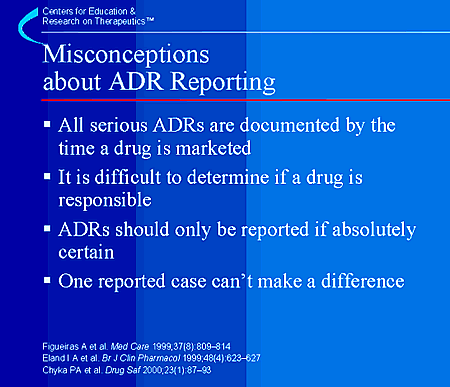 Centers for Education &
Research on Therapeutics™
Misconceptions
about ADR Reporting
▪ All serious ADRs are documented by the
time a drug is marketed
▪ It is difficult to determine if a drug is
responsible
▪ ADRs should only be reported if absolutely
certain
▪ One reported case can’t make a difference
Figueiras A et al. Med Care 1999;37(8):809–814
Eland I A et al. Br J Clin Pharmacol 1999;48(4):623–627
Chyka PA et al. Drug Saf 2000;23(1):87–93